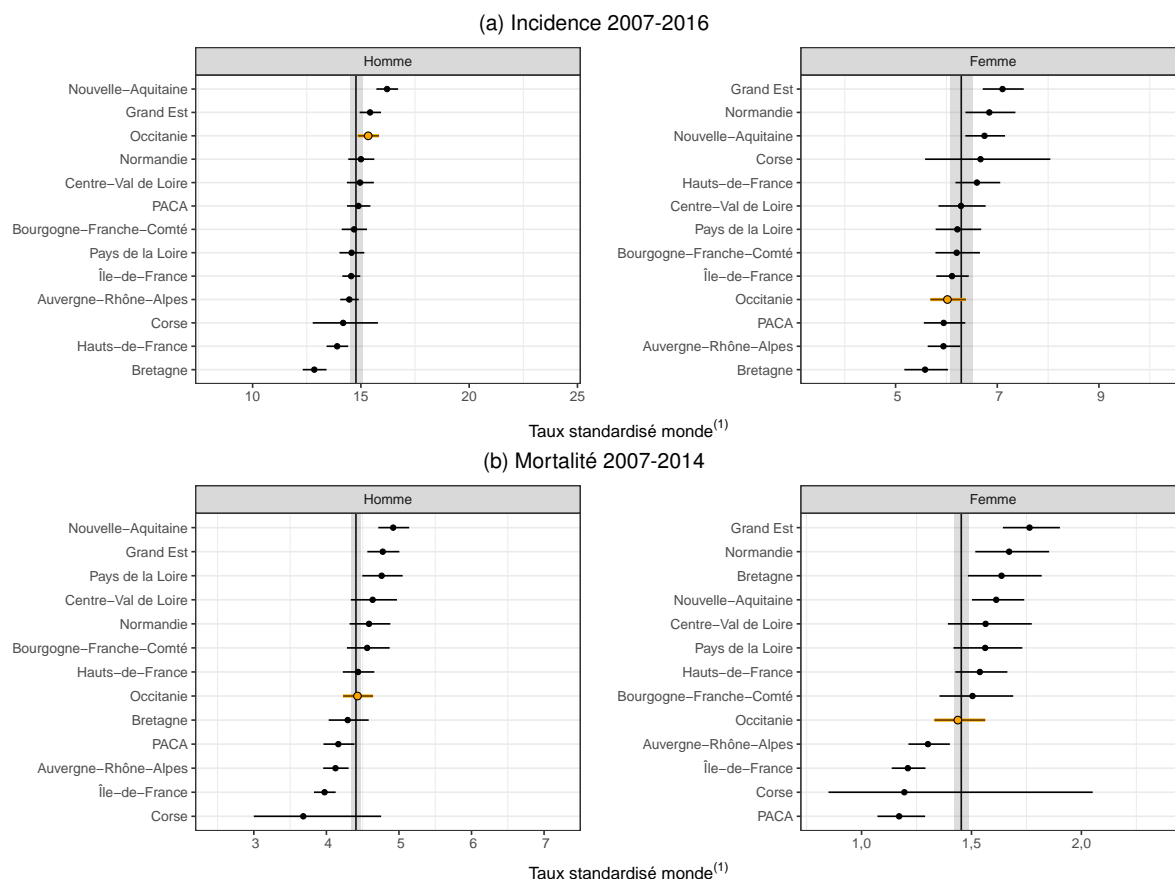 (a) Incidence 2007-2016
Homme
Nouvelle−Aquitaine
Grand Est
Occitanie
Normandie
Centre−Val de Loire
PACA
Bourgogne−Franche−Comté
Pays de la Loire
Île−de−France
Auvergne−Rhône−Alpes
Corse
Hauts−de−France
Bretagne
10 15 20 25
Femme
Grand Est
Normandie
Nouvelle−Aquitaine
Corse
Hauts−de−France
Centre−Val de Loire
Pays de la Loire
Bourgogne−Franche−Comté
Île−de−France
Occitanie
PACA
Auvergne−Rhône−Alpes
Bretagne
5 7 9
Taux standardisé monde(1)
(b) Mortalité 2007-2014
Homme
Nouvelle−Aquitaine
Grand Est
Pays de la Loire
Centre−Val de Loire
Normandie
Bourgogne−Franche−Comté
Hauts−de−France
Occitanie
Bretagne
PACA
Auvergne−Rhône−Alpes
Île−de−France
Corse
3 4 5 6 7
Femme
Grand Est
Normandie
Bretagne
Nouvelle−Aquitaine
Centre−Val de Loire
Pays de la Loire
Hauts−de−France
Bourgogne−Franche−Comté
Occitanie
Auvergne−Rhône−Alpes
Île−de−France
Corse
PACA
1,0 1,5 2,0
Taux standardisé monde(1)